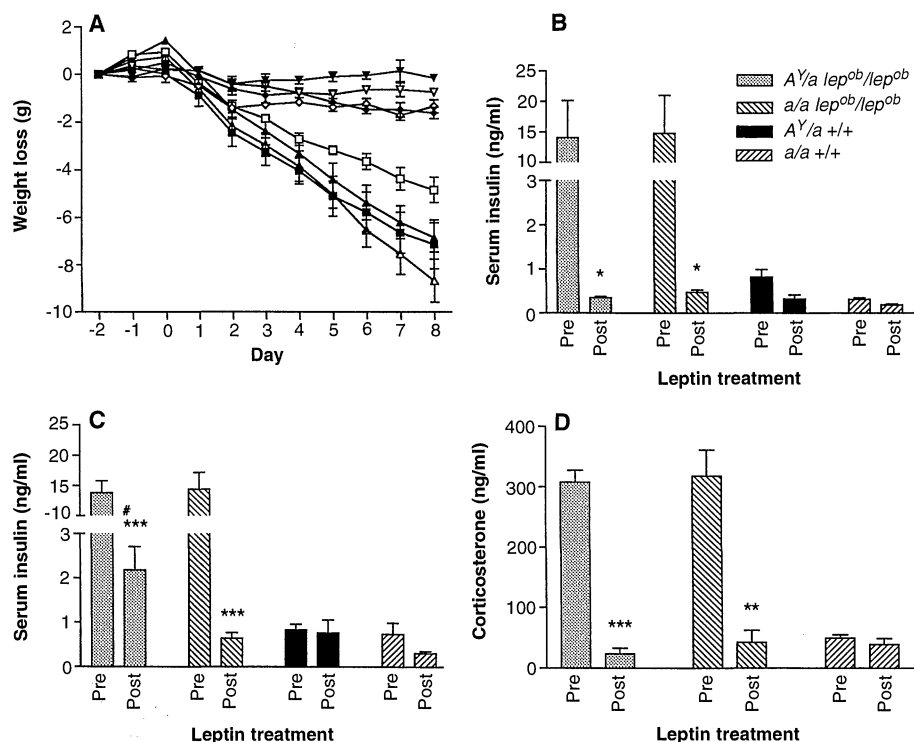 A
Weight loss (g)
2
0
-2
-4
-6
-8
-10
-2 -1 0 1 2 3 4 5 6 7 8
Day
B
Serum insulin (ng/ml)
25
20
15
10
3
2
1
0
Pre Post Pre Post Pre Post Pre Post
Leptin treatment
A^Y/a lep^ob/lep^ob
a/a lep^ob/lep^ob
A^Y/a +/+
a/a +/+
* *
C
Serum insulin (ng/ml)
25
20
15
-10
3
2
1
0
#
*** ***
Pre Post Pre Post Pre Post Pre Post
Leptin treatment
D
Corticosterone (ng/ml)
400
300
200
100
0
*** **
Pre Post Pre Post Pre Post
Leptin treatment